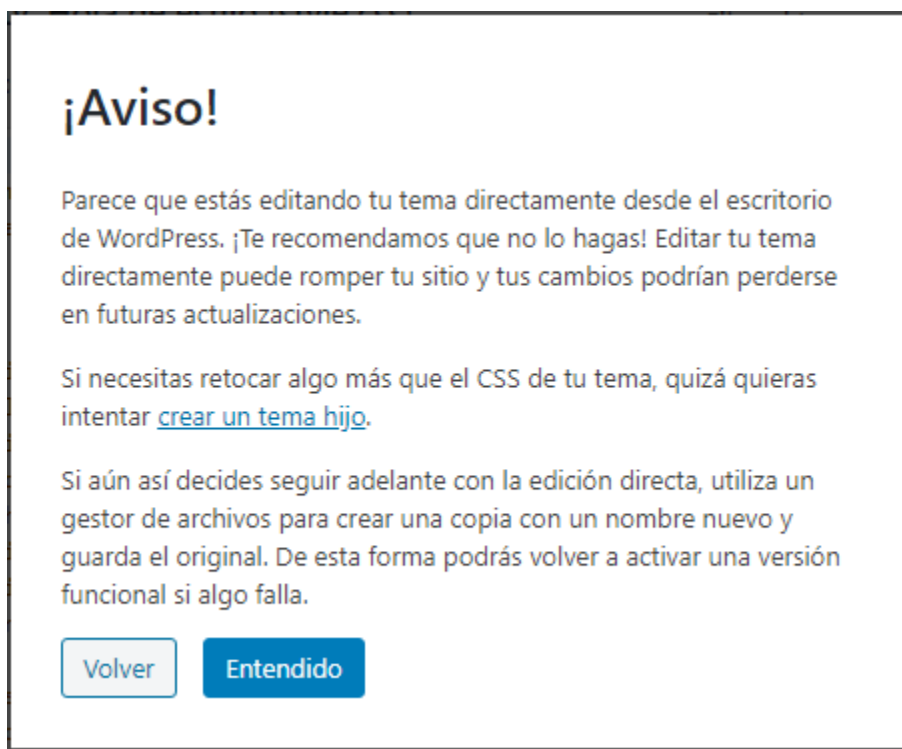 ¡Aviso!
Parece que estás editando tu tema directamente desde el escritorio
de WordPress. ¡Te recomendamos que no lo hagas! Editar tu tema
directamente puede romper tu sitio y tus cambios podrían perderse
en futuras actualizaciones.
Si necesitas retocar algo más que el CSS de tu tema, quizá quieras
intentar crear un tema hijo.
Si aún así decides seguir adelante con la edición directa, utiliza un
gestor de archivos para crear una copia con un nombre nuevo y
guarda el original. De esta forma podrás volver a activar una versión
funcional si algo falla.
Volver
Entendido